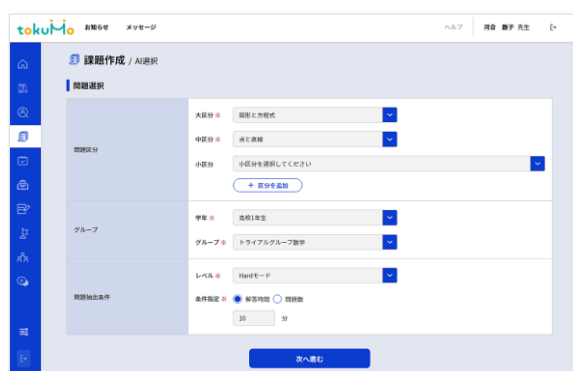 tokuMo お知らせ メッセージ ヘルプ 河合 数子 先生
課題作成 / AI選択
問題選択
問題区分
大区分 ※ 図形と方程式
中区分 ※ 点と直線
小区分 小区分を選択してください
+ 区分を追加
グループ
学年 ※ 高校1年生
グループ ※ トライアルグループ数学
問題抽出条件
レベル ※ Hardモード
条件指定 ※ 解答時間 問題数
10 分
次へ進む